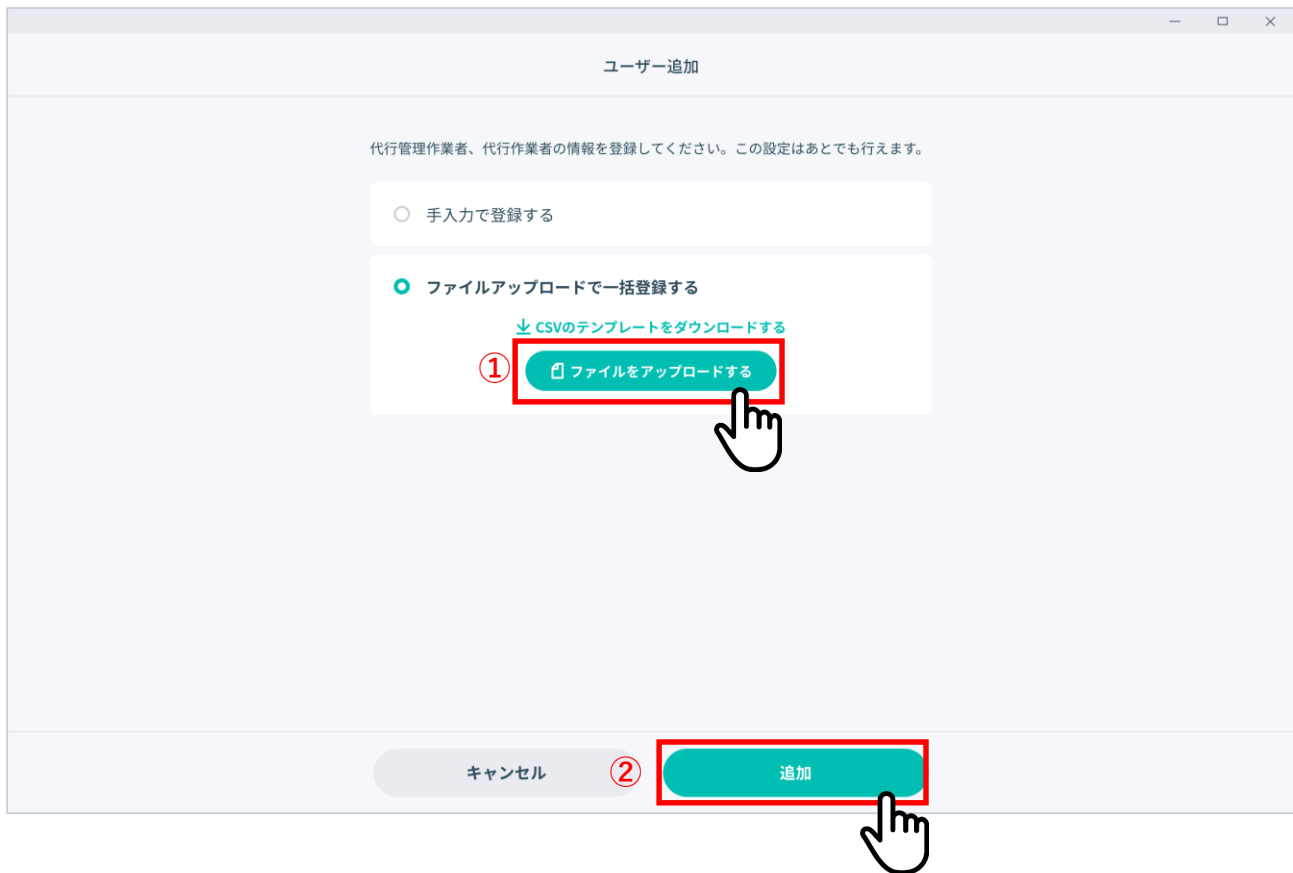 ユーザー追加
代行管理作業者、代行作業者の情報を登録してください。この設定はあとでも行えます。
手入力で登録する
ファイルアップロードで一括登録する
CSVのテンプレートをダウンロードする
① ファイルをアップロードする
キャンセル ② 追加